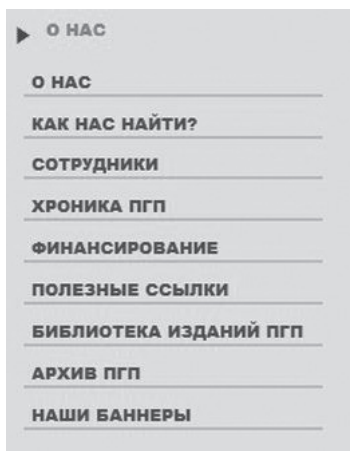 О НАС
О НАС
КАК НАС НАЙТИ?
СОТРУДНИКИ
ХРОНИКА ПГП
ФИНАНСИРОВАНИЕ
ПОЛЕЗНЫЕ ССЫЛКИ
БИБЛИОТЕКА ИЗДАНИЙ ПГП
АРХИВ ПГП
НАШИ БАННЕРЫ